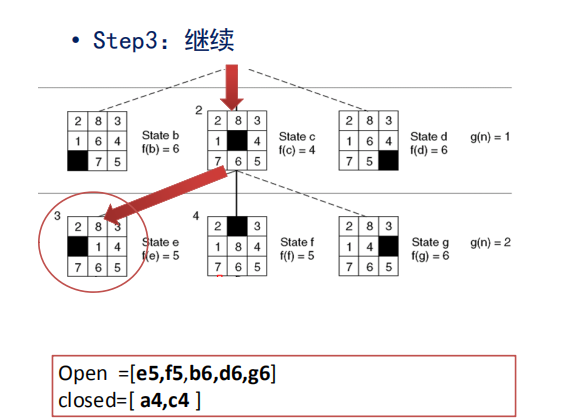 • Step3：继续
2
2 8 3 2 8 3 2 8 3
1 6 4 State b 1 4 State c 1 6 4 State d g(n) = 1
f(b) = 6 f(c) = 4 f(d) = 6
7 5 7 6 5 7 5
3 4
2 8 3 2 3 2 8 3
1 4 State e 1 8 4 State f 1 4 State g g(n) = 2
f(e) = 5 f(f) = 5 f(g) = 6
7 6 5 7 6 5 7 6 5
Open =[e5,f5,b6,d6,g6]
closed=[ a4,c4 ]